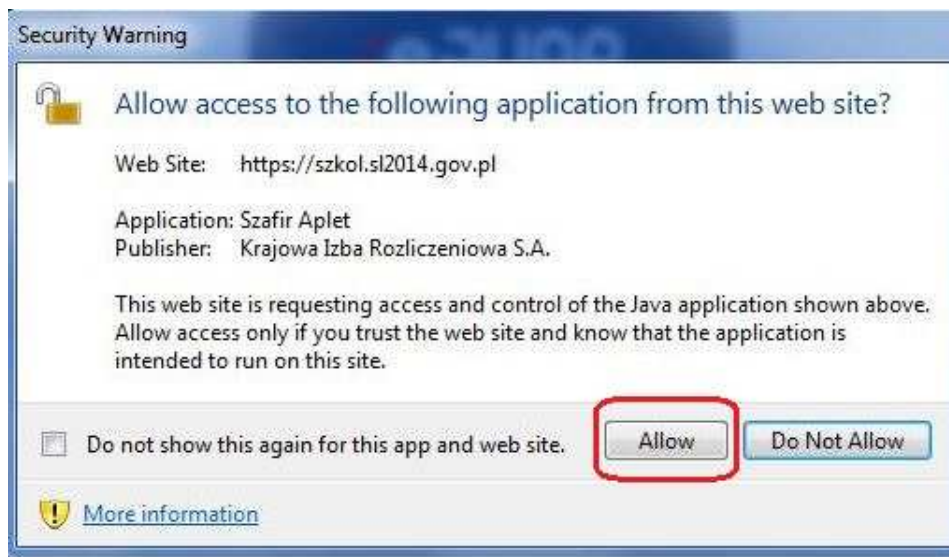 Security Warning
Allow access to the following application from this web site?
Web Site: https://szkol.sl2014.gov.pl
Application: Szafir Aplet
Publisher: Krajowa Izba Rozliczeniowa S.A.
This web site is requesting access and control of the Java application shown above.
Allow access only if you trust the web site and know that the application is
intended to run on this site.
Do not show this again for this app and web site. Allow Do Not Allow
More information